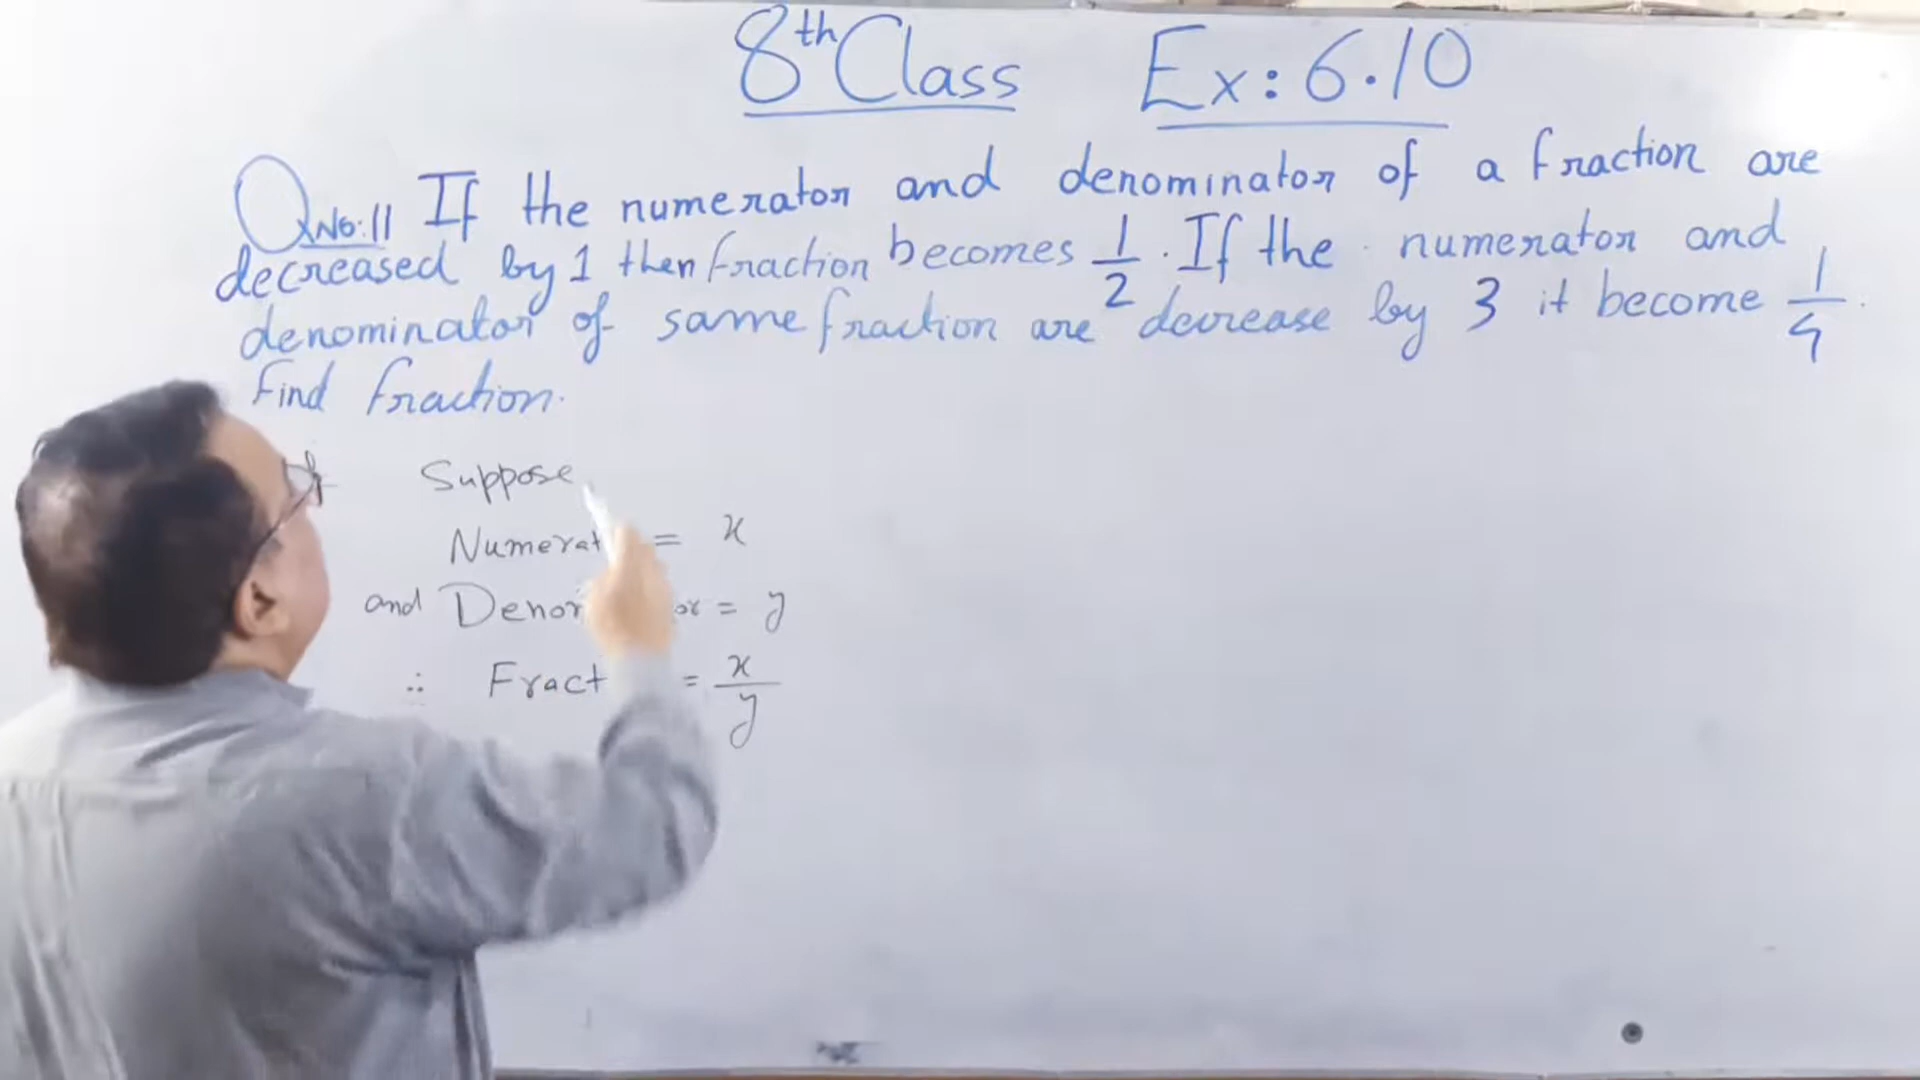 8th Class Ex: 6.10
Q No: 11 If the numerator and denominator of a fraction are
decreased by 1 then fraction becomes 1/2. If the numerator and
denominator of same fraction are decrease by 3 it become 1/4.
Find fraction.
Suppose
= x
and = y
∴ = x/y